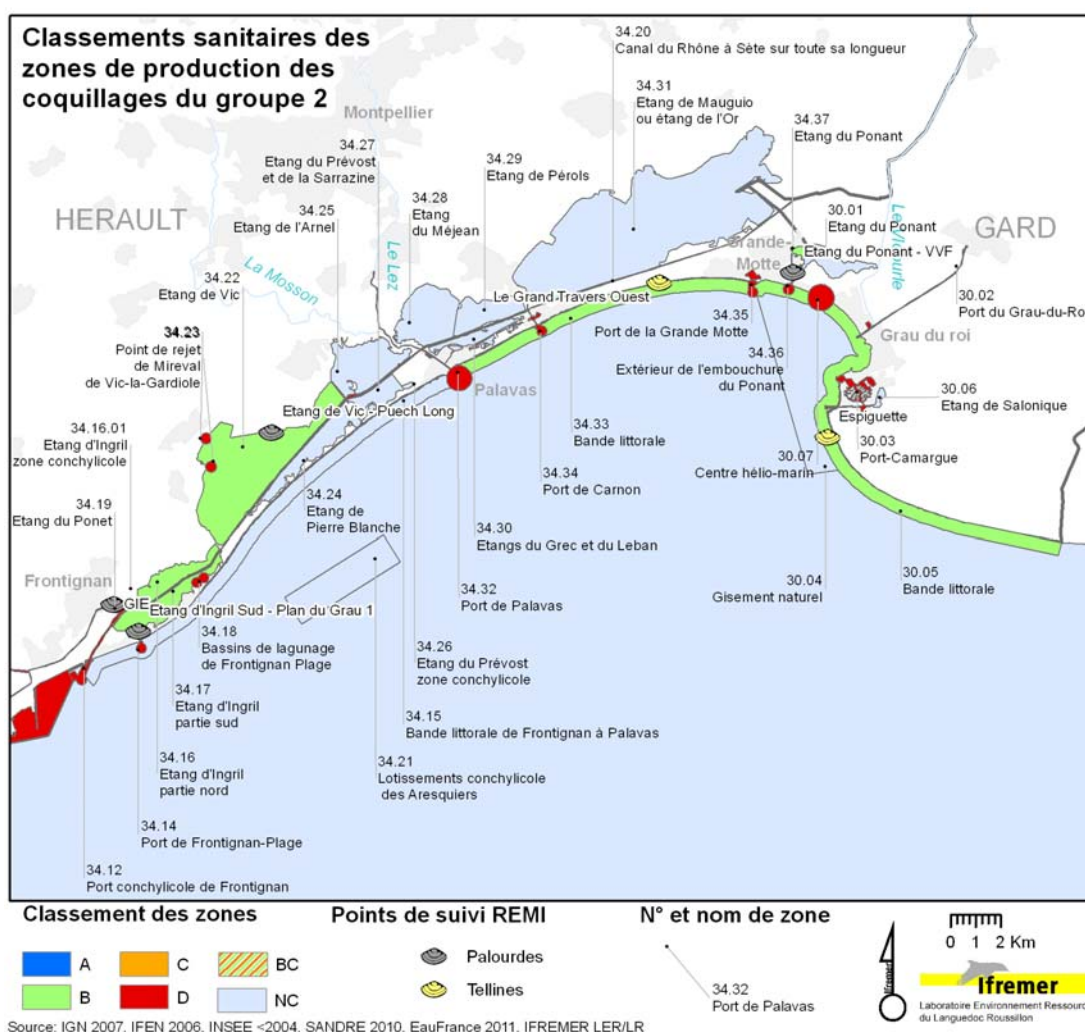 Classements sanitaires des
zones de production des
coquillages du groupe 2
34.20
Canal du Rhône à Sète sur toute sa longueur
34.31
Etang de Mauguio
ou étang de l'Or
Montpellier
34.37
Etang du Ponant
34.27
Etang du Prévost
et de la Sarrazine
34.29
Etang de Pérols
34.28
Etang
du Méjean
HERAULT
34.25
Etang de l'Arnel
Le Lez
30.01
Etang du Ponant
GARD
Grande-
Motte
Etang du Ponant - VVF
Le Vidourle
La Mosson
34.22
Etang de Vic
30.02
Port du Grau-du-Ro
Le Grand Travers Ouest
34.23
Point de rejet
de Mireval
de Vic-la-Gardiole
34.35
Port de la Grande Motte
Grau du roi
34.36
Extérieur de l'embouchure
du Ponant
Palavas
30.06
Etang de Salonique
Etang de Vic - Puech Long
Espiguette
34.16.01
Etang d'Ingril
zone conchylicole
34.33
Bande littorale
30.03
Port-Camargue
30.07
Centre hélio-marin
34.34
Port de Carnon
34.19
Etang du Ponet
34.24
Etang de
Pierre Blanche
34.30
Etangs du Grec et du Leban
Frontignan
30.04
Gisement naturel
30.05
Bande littorale
34.32
Port de Palavas
GIE
Etang d'Ingril Sud - Plan du Grau 1
34.18
Bassins de lagunage
de Frontignan Plage
34.26
Etang du Prévost
zone conchylicole
34.17
Etang d'Ingril
partie sud
34.15
Bande littorale de Frontignan à Palavas
34.16
Etang d'Ingril
partie nord
34.21
Lotissements conchylicole
des Aresquiers
34.14
Port de Frontignan-Plage
34.12
Port conchylicole de Frontignan
Classement des zones
Points de suivi REMI
N° et nom de zone
A
C
BC
B
D
NC
Palourdes
Tellines
34.32
Port de Palavas
Ifremer
0 1 2 Km
Ifremer
Laboratoire Environnement Ressourc
du Languedoc Roussillon
Source: IGN 2007, IFEN 2006, INSEE <2004, SANDRE 2010, EauFrance 2011, IFREMER LER/LR